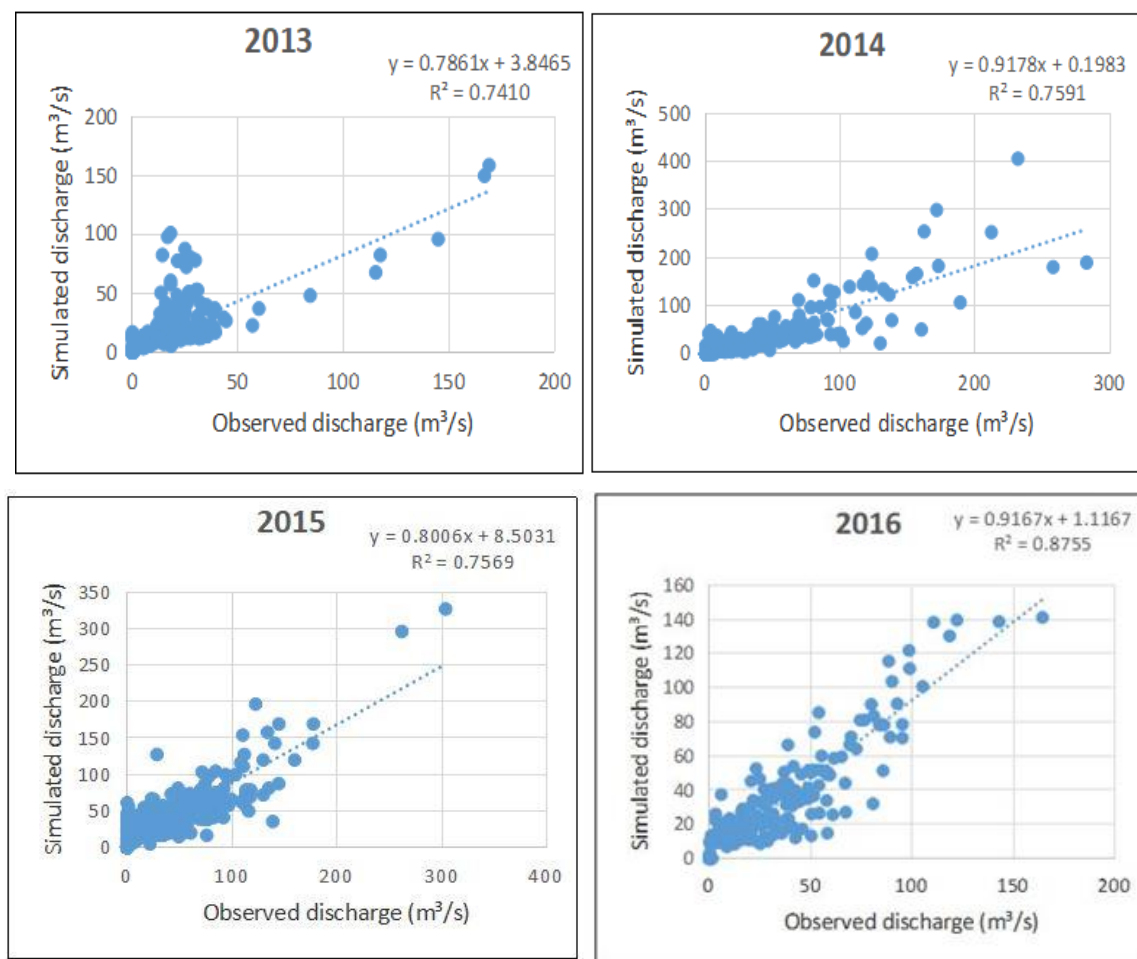 2013
y = 0.7861x + 3.8465
R² = 0.7410
Simulated discharge (m³/s)
200
150
100
50
0
0 50 100 150 200
Observed discharge (m³/s)
2014
y = 0.9178x + 0.1983
R² = 0.7591
Simulated discharge (m³/s)
500
400
300
200
100
0
0 100 200 300
Observed discharge (m³/s)
2015
y = 0.8006x + 8.5031
R² = 0.7569
Simulated discharge (m³/s)
350
300
250
200
150
100
50
0
0 100 200 300 400
Observed discharge (m³/s)
2016
y = 0.9167x + 1.1167
R² = 0.8755
Simulated discharge (m³/s)
160
140
120
100
80
60
40
20
0
0 50 100 150 200
Observed discharge (m³/s)